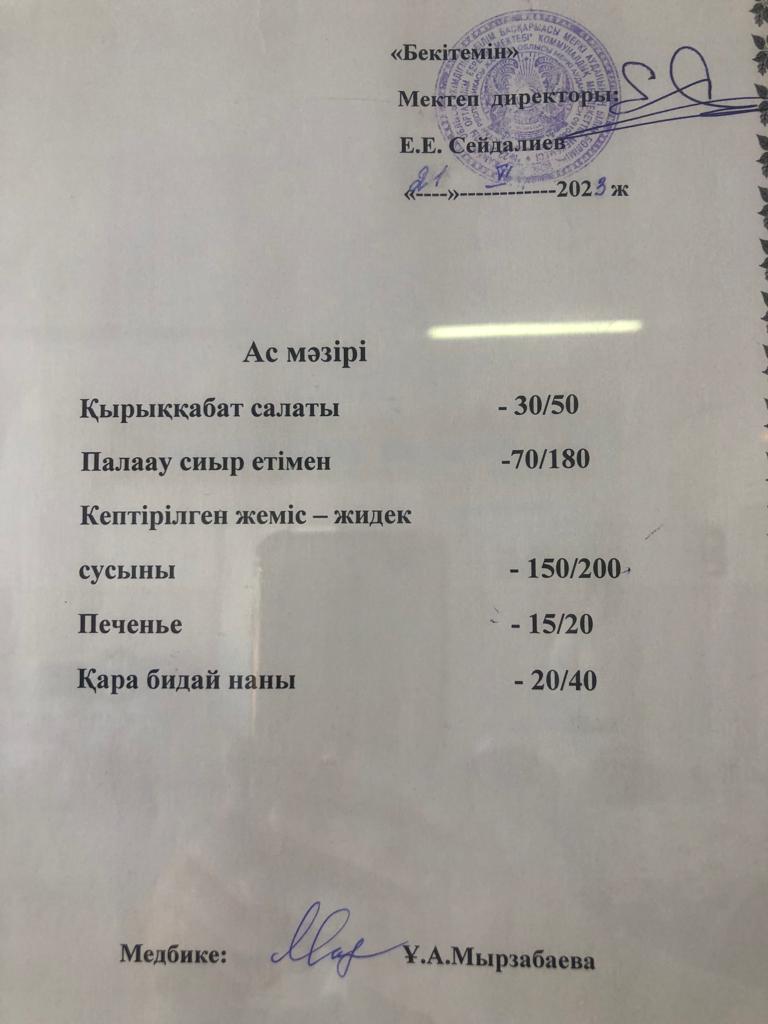 «Бекітемін»
Мектеп директоры:
Е.Е. Сейдалиев
«21» VI 2023 ж
Ас мәзірі
Қырыққабат салаты - 30/50
Палаау сиыр етімен -70/180
Кептірілген жеміс – жидек
сусыны - 150/200
Печенье - 15/20
Қара бидай наны - 20/40
Медбике: Ұ.А.Мырзабаева